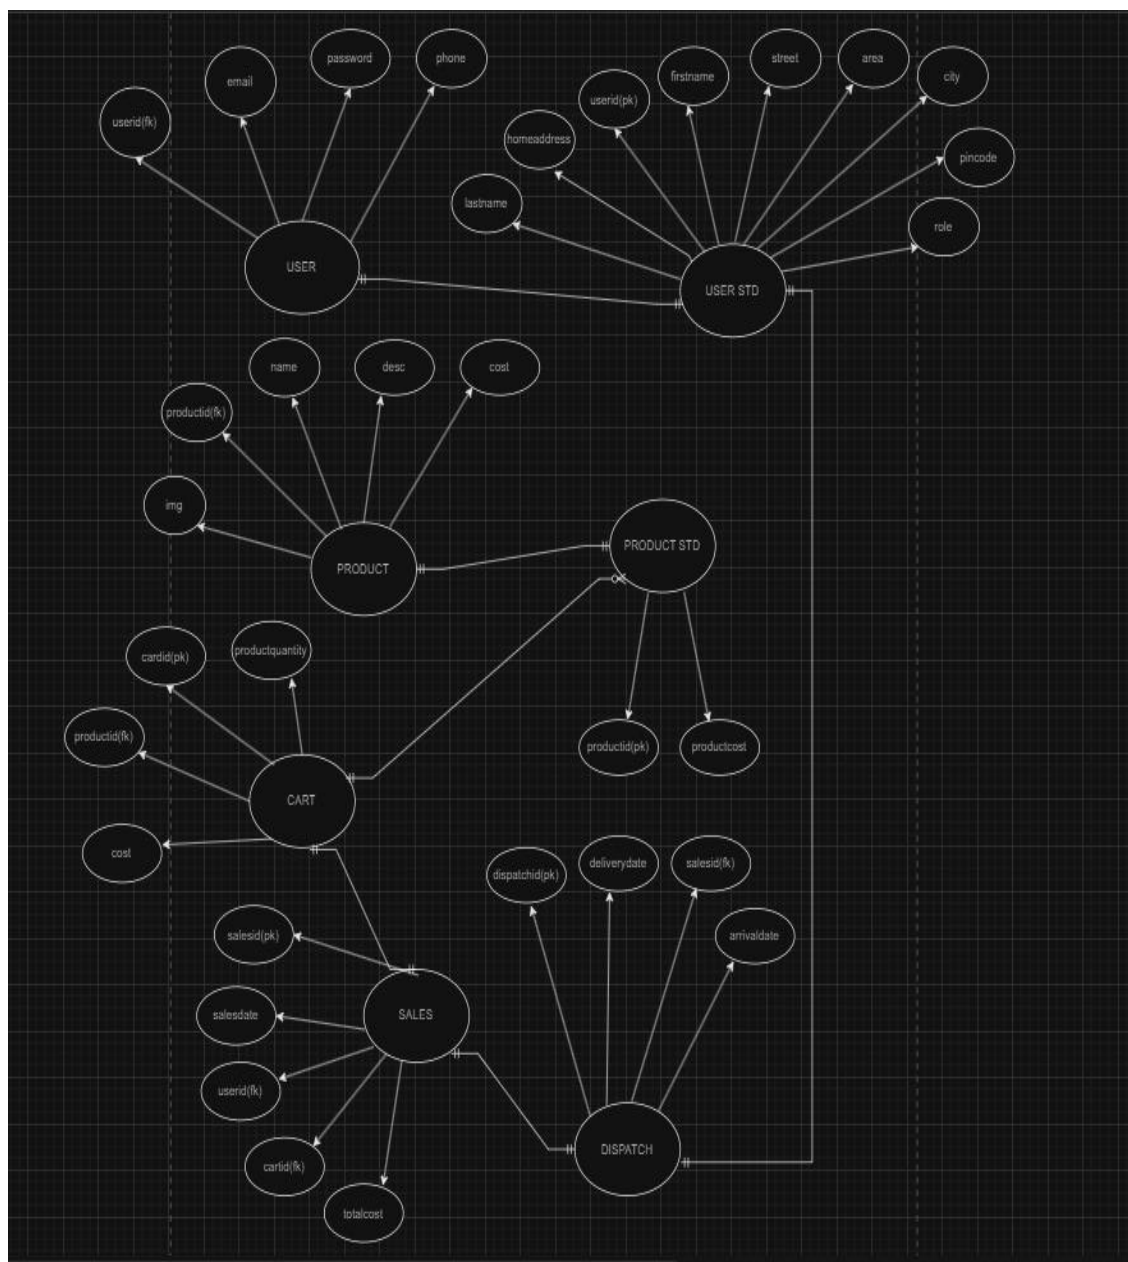 password
phone
email
userid(fk)
USER
street
area
firstname
city
userid(pk)
homeaddress
pincode
lastname
role
USER STD
name
desc
cost
productid(fk)
img
PRODUCT
PRODUCT STD
productid(pk)
productcost
productquantity
cardid(pk)
productid(fk)
CART
cost
deliverydate
salesid(fk)
dispatchid(pk)
arrivaldate
DISPATCH
salesid(pk)
salesdate
SALES
userid(fk)
cartid(fk)
totalcost